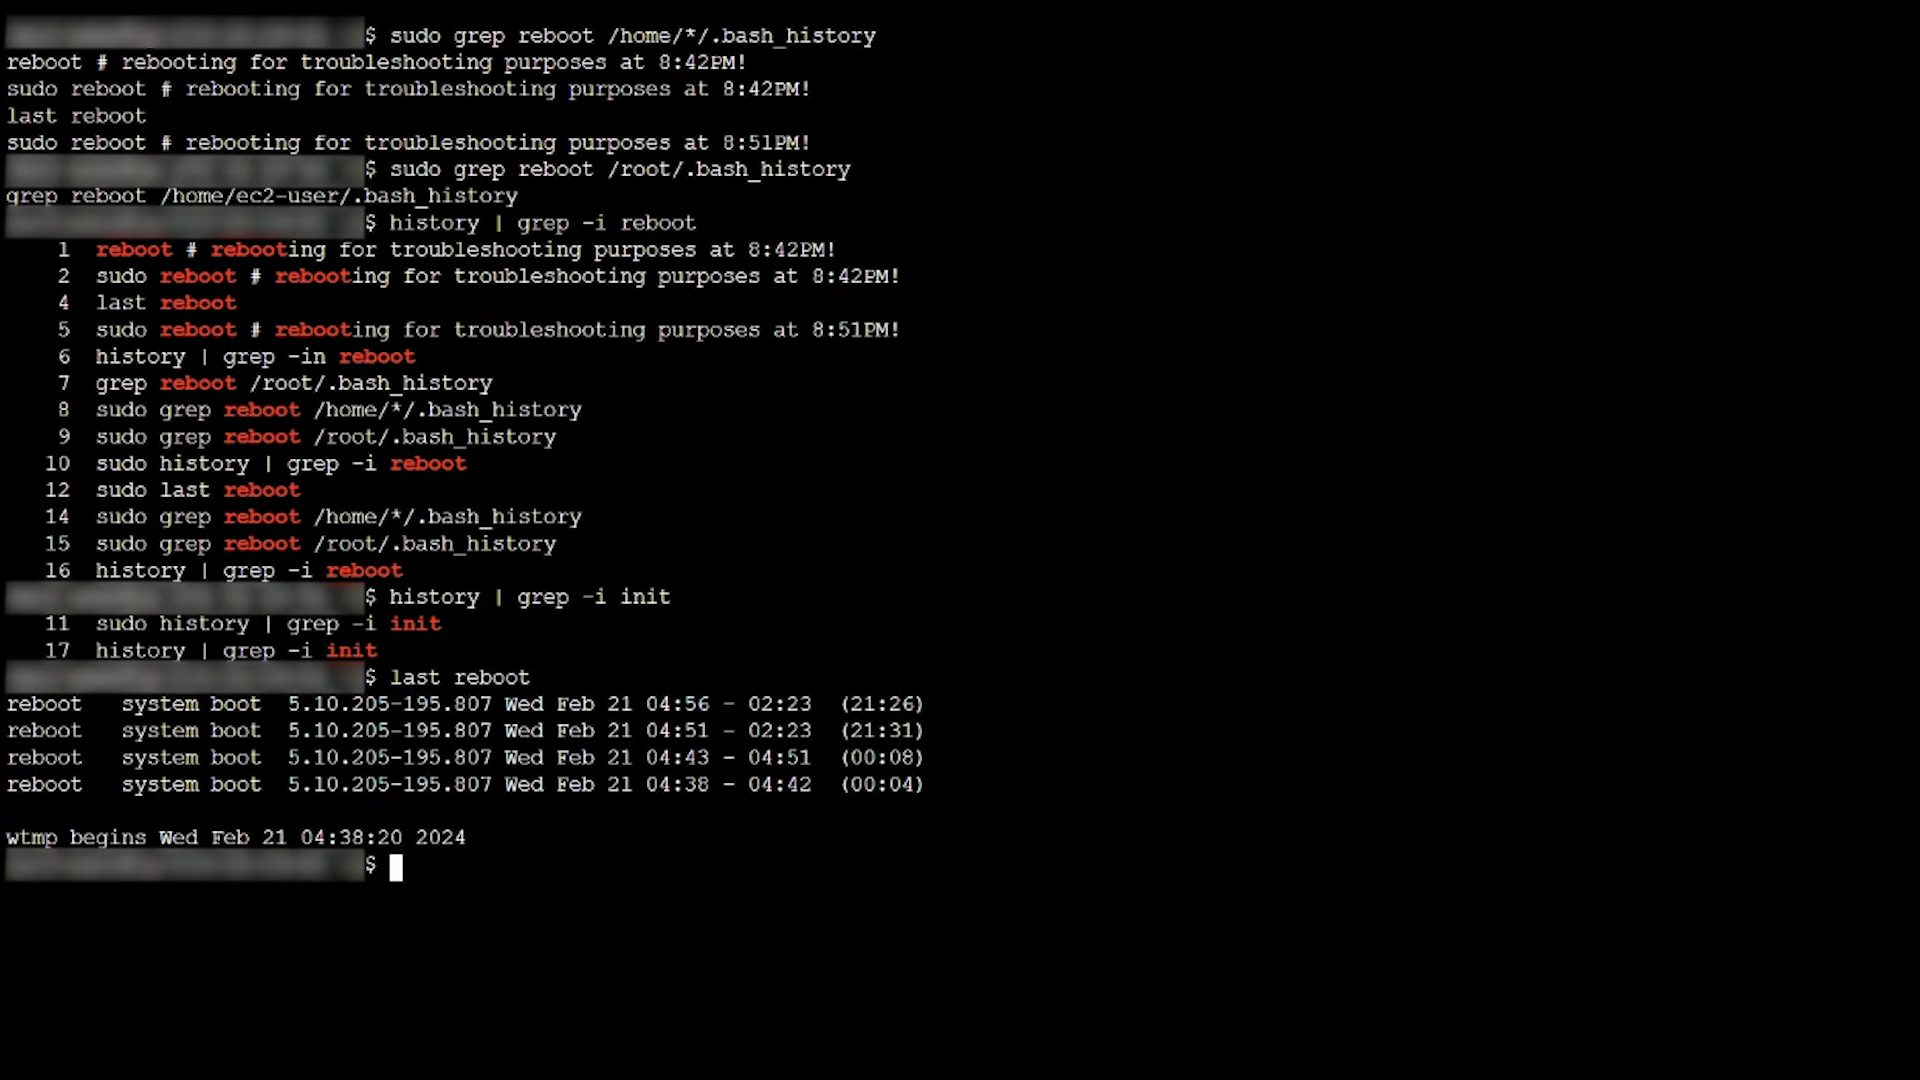 $ sudo grep reboot /home/*/.bash_history
reboot # rebooting for troubleshooting purposes at 8:42PM!
sudo reboot # rebooting for troubleshooting purposes at 8:42PM!
last reboot
sudo reboot # rebooting for troubleshooting purposes at 8:51PM!
$ sudo grep reboot /root/.bash_history
grep reboot /home/ec2-user/.bash_history
$ history | grep -i reboot
1 reboot # rebooting for troubleshooting purposes at 8:42PM!
2 sudo reboot # rebooting for troubleshooting purposes at 8:42PM!
4 last reboot
5 sudo reboot # rebooting for troubleshooting purposes at 8:51PM!
6 history | grep -in reboot
7 grep reboot /root/.bash_history
8 sudo grep reboot /home/*/.bash_history
9 sudo grep reboot /root/.bash_history
10 sudo history | grep -i reboot
12 sudo last reboot
14 sudo grep reboot /home/*/.bash_history
15 sudo grep reboot /root/.bash_history
16 history | grep -i reboot
$ history | grep -i init
11 sudo history | grep -i init
17 history | grep -i init
$ last reboot
reboot system boot 5.10.205-195.807 Wed Feb 21 04:56 - 02:23 (21:26)
reboot system boot 5.10.205-195.807 Wed Feb 21 04:51 - 02:23 (21:31)
reboot system boot 5.10.205-195.807 Wed Feb 21 04:43 - 04:51 (00:08)
reboot system boot 5.10.205-195.807 Wed Feb 21 04:38 - 04:42 (00:04)
wtmp begins Wed Feb 21 04:38:20 2024
$